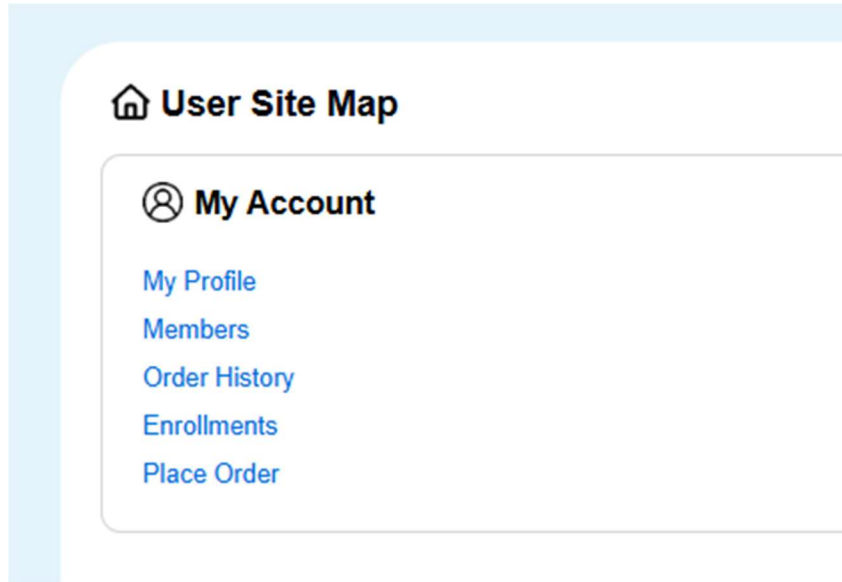 User Site Map
My Account
My Profile
Members
Order History
Enrollments
Place Order